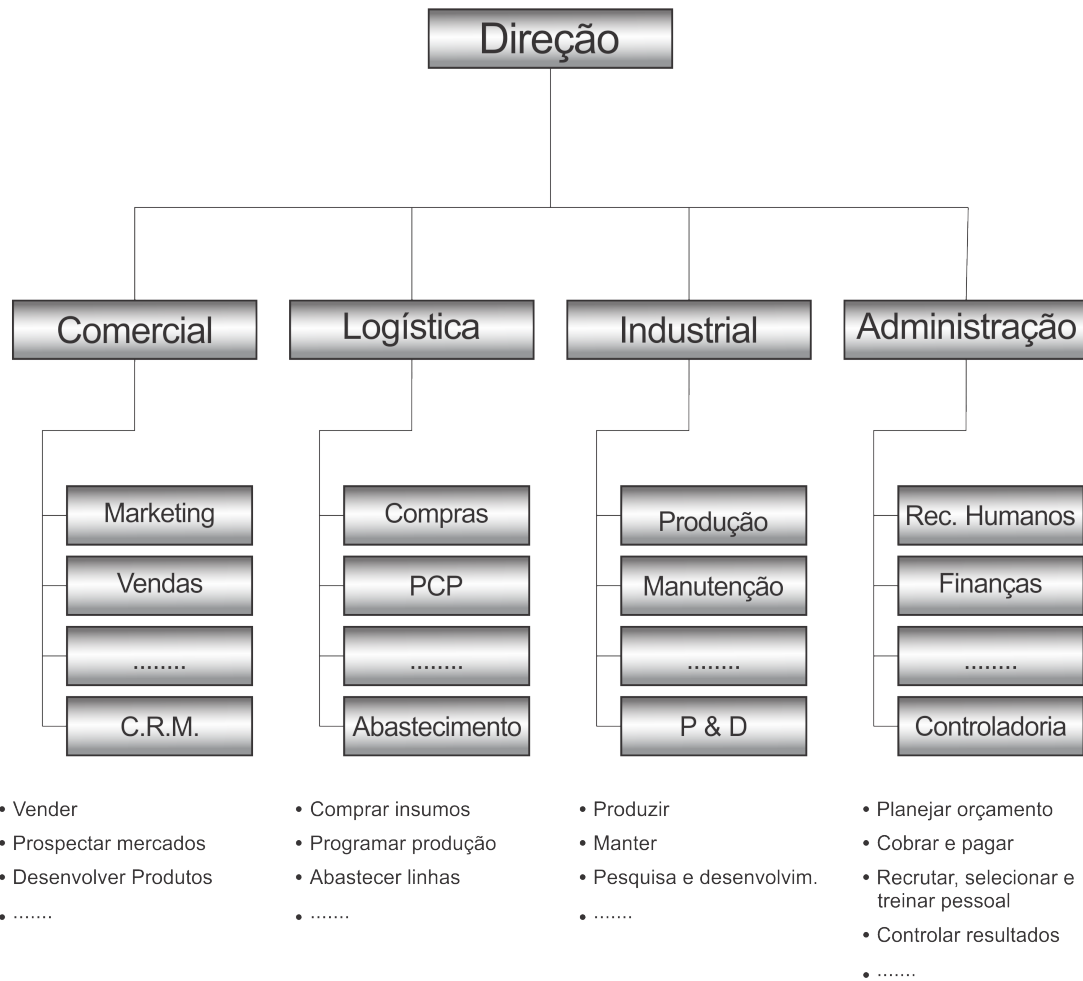 Direção
Comercial
Logística
Industrial
Administração
Marketing
Vendas
........
C.R.M.
Compras
PCP
........
Abastecimento
Produção
Manutenção
........
P & D
Rec. Humanos
Finanças
........
Controladoria
• Vender
• Prospectar mercados
• Desenvolver Produtos
• .......
• Comprar insumos
• Programar produção
• Abastecer linhas
• .......
• Produzir
• Manter
• Pesquisa e desenvolvim.
• .......
• Planejar orçamento
• Cobrar e pagar
• Recrutar, selecionar e
treinar pessoal
• Controlar resultados
• .......